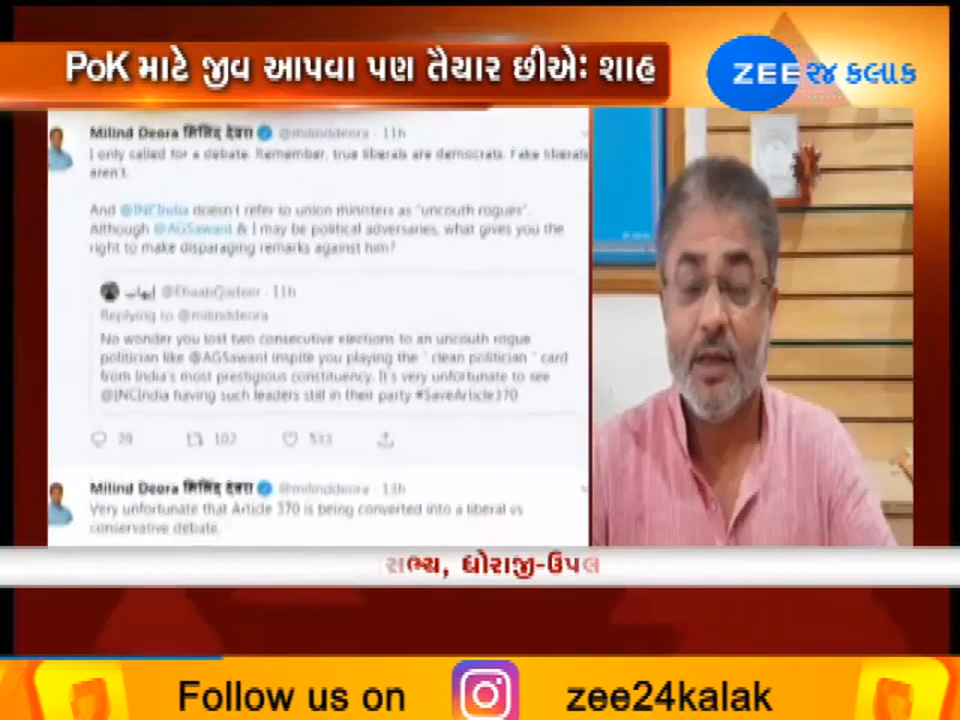 PoK માટે જીવ આપવા પણ તૈયાર છીએ: શાહ
ZEE ૨૪ કલાક
Milind Deora मिलिंद देवरा @milinddeora · 11h
I only called for a debate. Remember, true liberals are democrats. Fake liberals
aren't.
And @INCIndia doesn't refer to union ministers as "uncouth rogues".
Although @AGSawant & I may be political adversaries, what gives you the
right to make disparaging remarks against him?
إيهاب @EhaabQadeer · 11h
Replying to @milinddeora
No wonder you lost two consecutive elections to an uncouth rogue
politician like @AGSawant inspite you playing the " clean politician " card
from India's most prestigious constituency. It's very unfortunate to see
@INCIndia having such leaders still in their party #SaveArticle370
102
Milind Deora मिलिंद देवरा @milinddeora
Very unfortunate that Article 370 is being converted into a liberal vs
conservative debate.
સભ્ય, ધોરાજી-ઉપલ
Follow us on zee24kalak